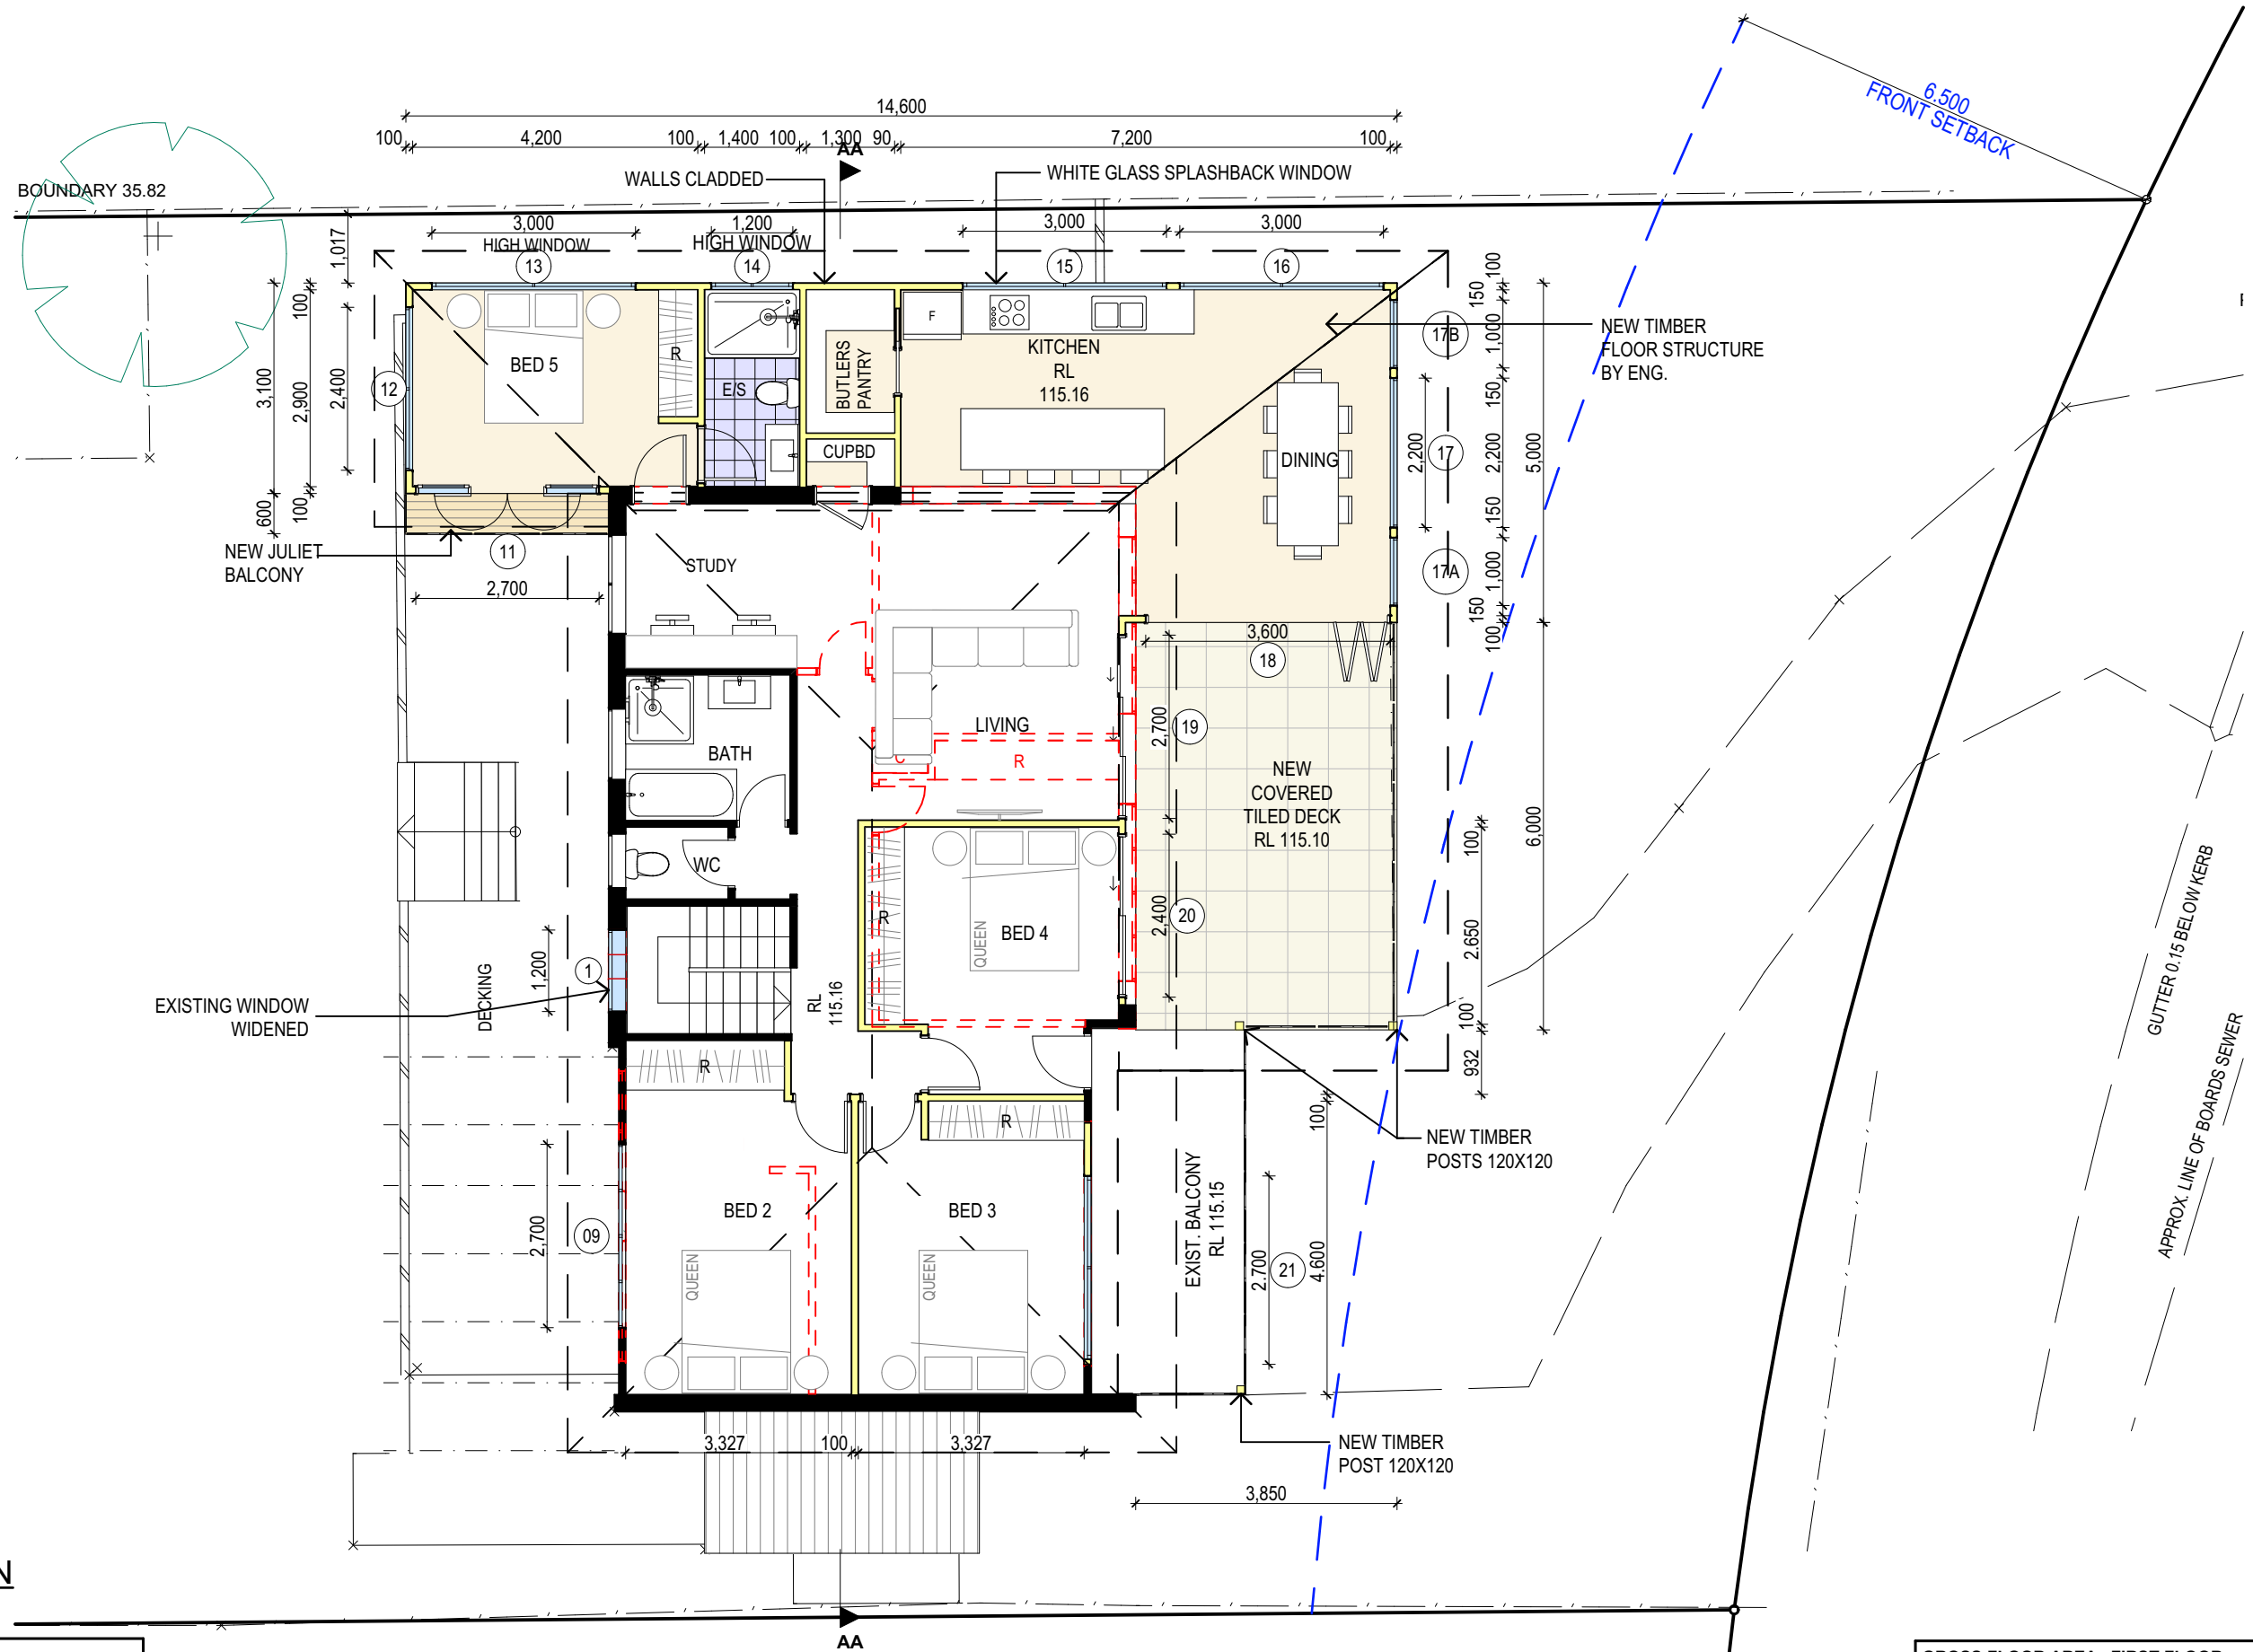 14,600
100
4,200
100
1,400
100
1,300
90
7,200
100
AA
6.500
FRONT SETBACK
BOUNDARY 35.82
WALLS CLADDED
WHITE GLASS SPLASHBACK WINDOW
3,000
HIGH WINDOW
1,200
HIGH WINDOW
3,000
3,000
13
14
15
16
1,017
100
3,100
2,900
2,400
12
600
100
BED 5
R
E/S
BUTLERS
PANTRY
CUPBD
F
KITCHEN
RL
115.16
DINING
17B
17
17A
2,200
100
150
1,000
150
2,200
150
1,000
150
100
5,000
NEW TIMBER
FLOOR STRUCTURE
BY ENG.
NEW JULIET
BALCONY
11
2,700
STUDY
3,600
18
LIVING
R
2,700
19
BATH
NEW
COVERED
TILED DECK
RL 115.10
6,000
WC
R
QUEEN
BED 4
2,400
20
100
2.650
100
932
DECKING
1,200
1
RL
115.16
EXISTING WINDOW
WIDENED
R
R
100
NEW TIMBER
POSTS 120X120
BED 2
BED 3
EXIST. BALCONY
RL 115.15
2,700
09
QUEEN
QUEEN
2.700
21
4.600
GUTTER 0.15 BELOW KERB
APPROX. LINE OF BOARDS SEWER
3,327
100
3,327
NEW TIMBER
POST 120X120
3,850
N
AA